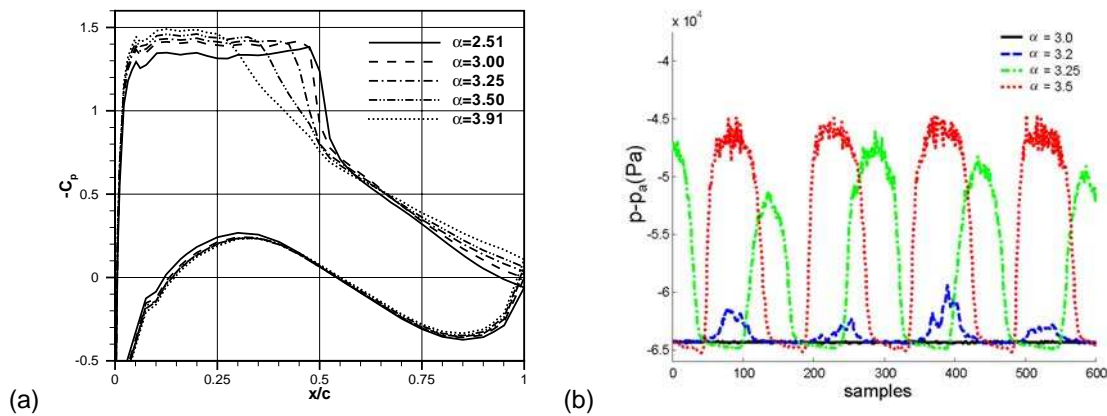 1.5
1
0.5
0
-0.5
-Cp
0
0.25
0.5
0.75
1
x/c
α=2.51
α=3.00
α=3.25
α=3.50
α=3.91
(a)
x 10⁴
-4
-4.5
-5
-5.5
-6
-6.5
p-pa(Pa)
0
100
200
300
400
500
600
samples
α = 3.0
α = 3.2
α = 3.25
α = 3.5
(b)